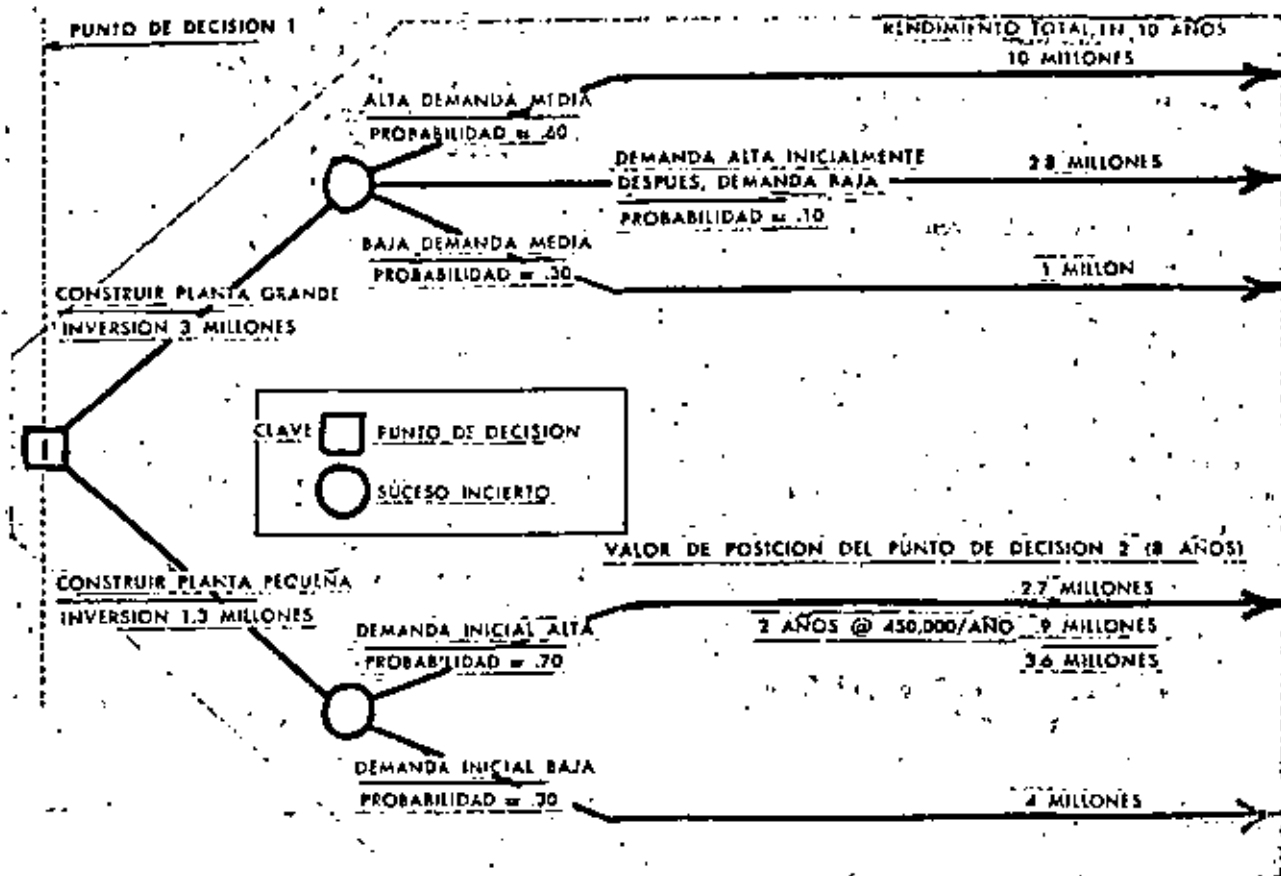 PUNTO DE DECISION 1
RENDIMIENTO TOTAL EN 10 AÑOS
10 MILLONES
ALTA DEMANDA MEDIA
PROBABILIDAD = .60
DEMANDA ALTA INICIALMENTE
DESPUES, DEMANDA BAJA
PROBABILIDAD = .10
2.8 MILLONES
BAJA DEMANDA MEDIA
PROBABILIDAD = .30
1 MILLON
CONSTRUIR PLANTA GRANDE
INVERSION 3 MILLONES
1
CLAVE
PUNTO DE DECISION
SUCESO INCIERTO
VALOR DE POSICION DEL PUNTO DE DECISION 2 (8 AÑOS)
CONSTRUIR PLANTA PEQUEÑA
INVERSION 1.3 MILLONES
2.7 MILLONES
DEMANDA INICIAL ALTA
PROBABILIDAD = .70
2 AÑOS @ 450,000/AÑO .9 MILLONES
3.6 MILLONES
DEMANDA INICIAL BAJA
PROBABILIDAD = .30
4 MILLONES